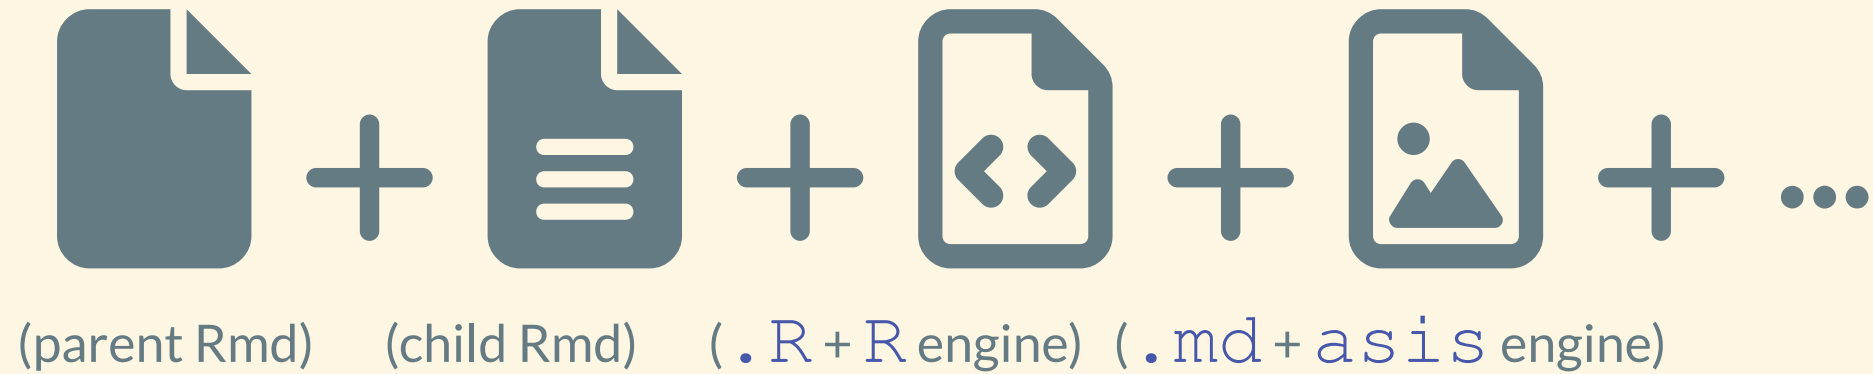 (parent Rmd) (child Rmd) (.R + R engine) (.md + asis engine)